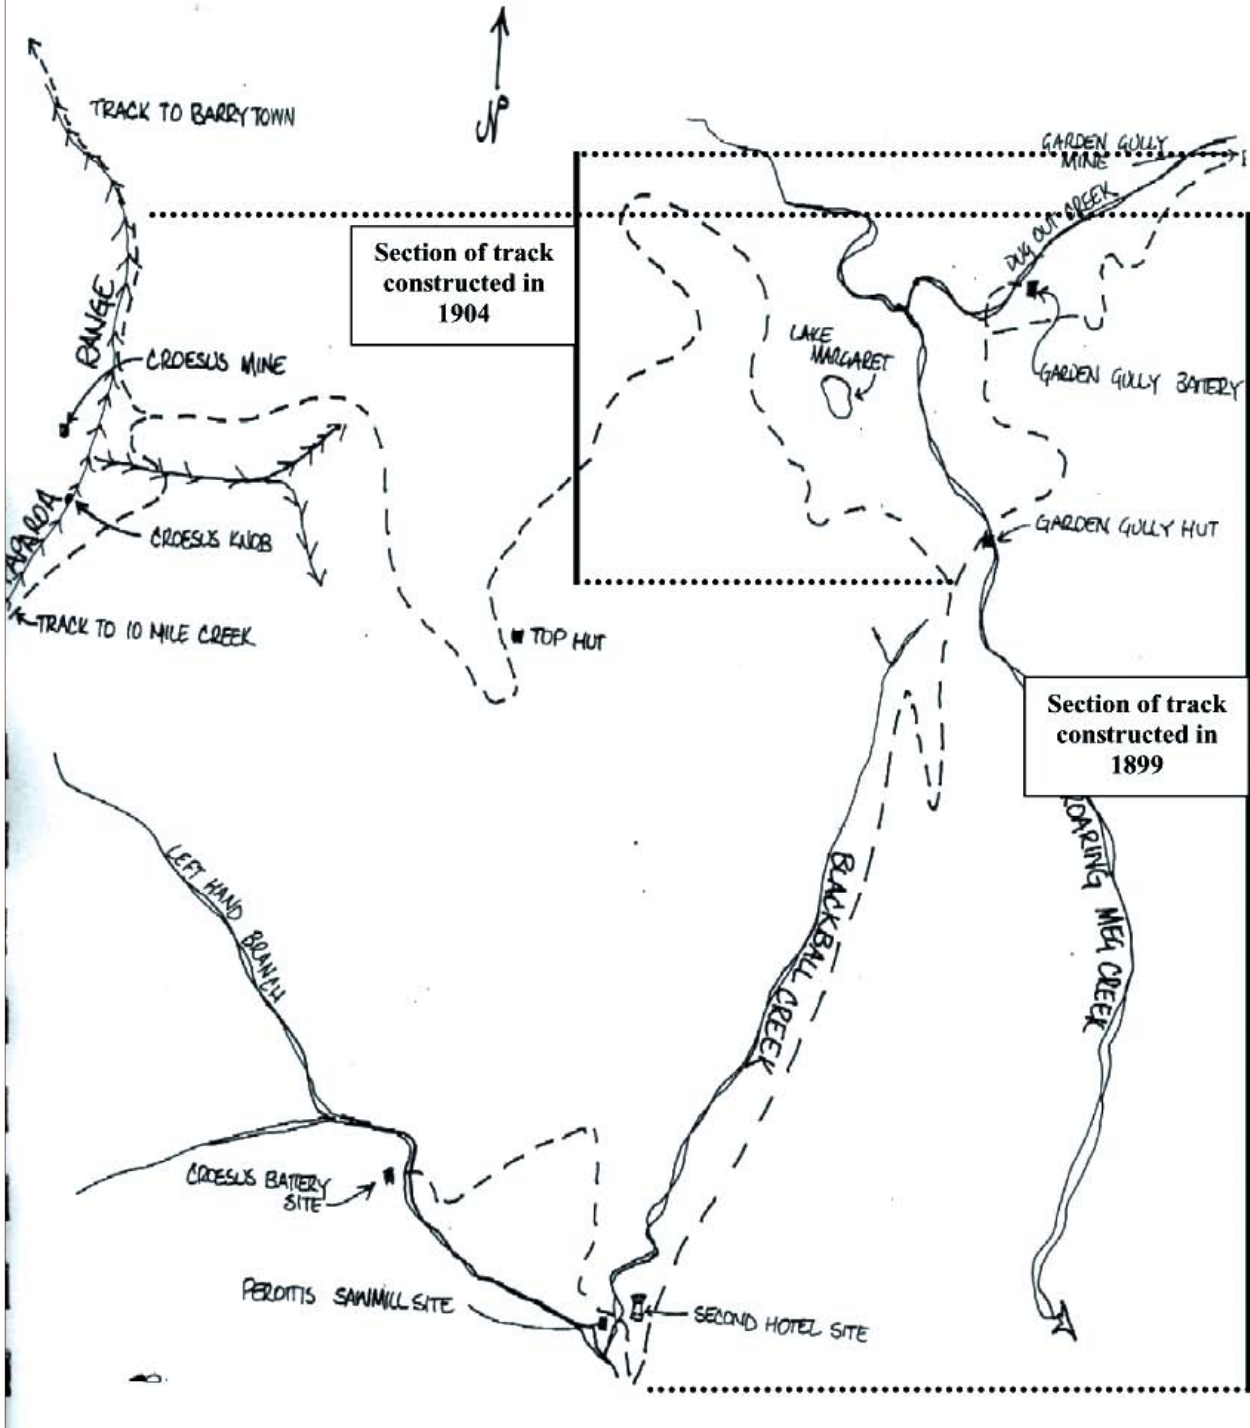 TRACK TO BARRYTOWN
N
GARDEN GULLY
MINE
DUG OUT CREEK
Section of track
constructed in
1904
RANGE
LAKE
MARGARET
CROESUS MINE
GARDEN GULLY BATTERY
PAPAROA
CROESUS KNOB
GARDEN GULLY HUT
TRACK TO 10 MILE CREEK
TOP HUT
Section of track
constructed in
1899
ROARING MEG CREEK
LEFT HAND BRANCH
BLACKBALL CREEK
CROESUS BATTERY
SITE
PEROTTIS SAWMILL SITE
SECOND HOTEL SITE